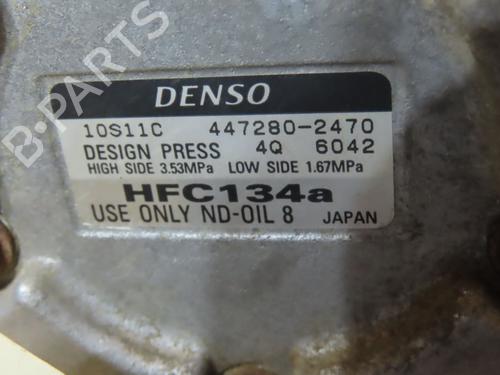 DENSO
10S11C 447280-2470
DESIGN PRESS 4Q 6042
HIGH SIDE 3.53MPa LOW SIDE 1.67MPa
HFC134a
USE ONLY ND-OIL 8 JAPAN
B-PARTS